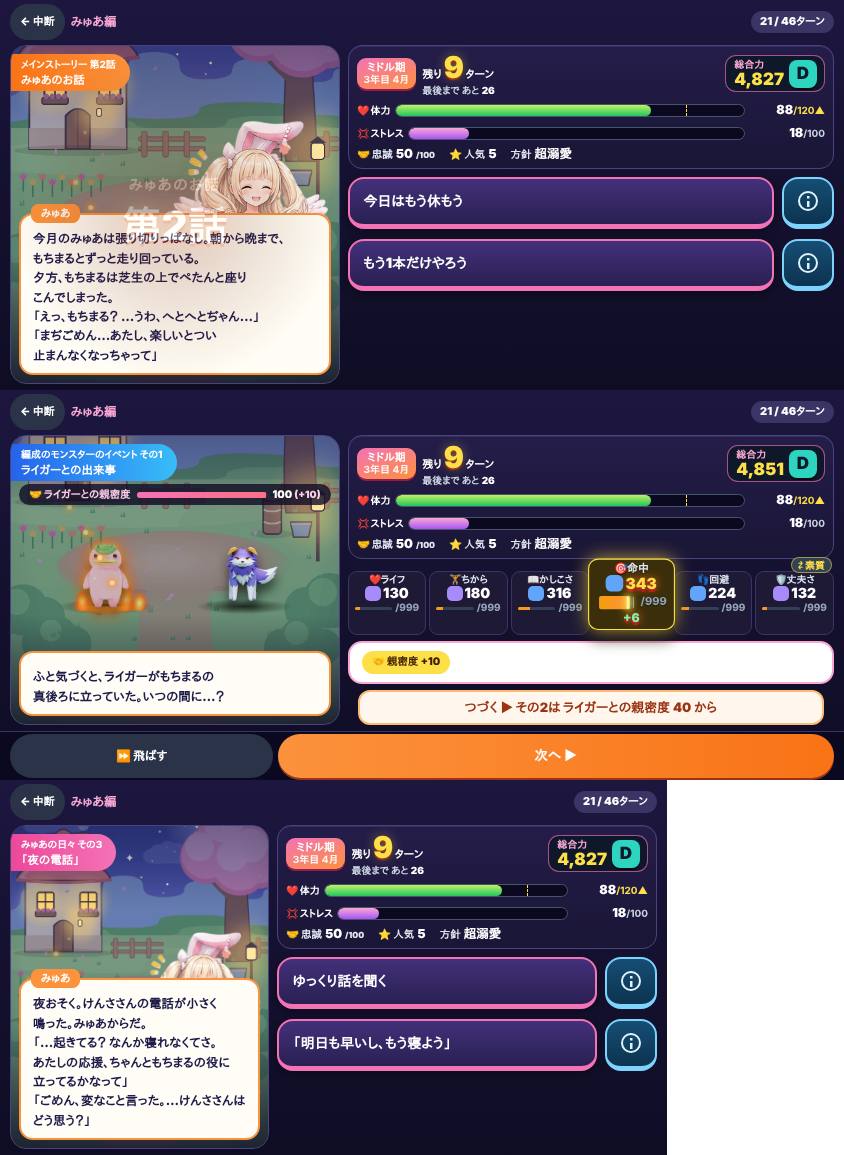 ← 中断
みゅあ編
21 / 46ターン
メインストーリー 第2話
みゅあのお話
みゅあのお話
第2話
みゅあ
今月のみゅあは張り切りっぱなし。朝から晩まで、
もちまるとずっと走り回っている。
夕方、もちまるは芝生の上でぺたんと座り
こんでしまった。
「えっ、もちまる? …うわ、へとへとぢゃん…」
「まぢごめん…あたし、楽しいとつい
止まんなくなっちゃって」
ミドル期
3年目 4月
残り9ターン
最後まで あと 26
総合力
4,827 D
体力
88/120▲
ストレス
18/100
忠誠 50 /100 人気 5 方針 超溺愛
今日はもう休もう
もう1本だけやろう
← 中断
みゅあ編
21 / 46ターン
編成のモンスターのイベント その1
ライガーとの出来事
ライガーとの親密度 100 (+10)
ふと気づくと、ライガーがもちまるの
真後ろに立っていた。いつの間に…?
ミドル期
3年目 4月
残り9ターン
最後まで あと 26
総合力
4,851 D
体力
88/120▲
ストレス
18/100
忠誠 50 /100 人気 5 方針 超溺愛
素質
ライフ
130
/999
ちから
180
/999
かしこさ
316
/999
命中
343
/999
+6
回避
224
/999
丈夫さ
132
/999
親密度 +10
つづく ▶ その2は ライガーとの親密度 40 から
⏩ 飛ばす
次へ ▶
← 中断
みゅあ編
21 / 46ターン
みゅあの日々 その3
「夜の電話」
みゅあ
夜おそく。けんささんの電話が小さく
鳴った。みゅあからだ。
「…起きてる? なんか寝れなくてさ。
あたしの応援、ちゃんともちまるの役に
立ってるかなって」
「ごめん、変なこと言った。…けんささんは
どう思う?」
ミドル期
3年目 4月
残り9ターン
最後まで あと 26
総合力
4,827 D
体力
88/120▲
ストレス
18/100
忠誠 50 /100 人気 5 方針 超溺愛
ゆっくり話を聞く
「明日も早いし、もう寝よう」